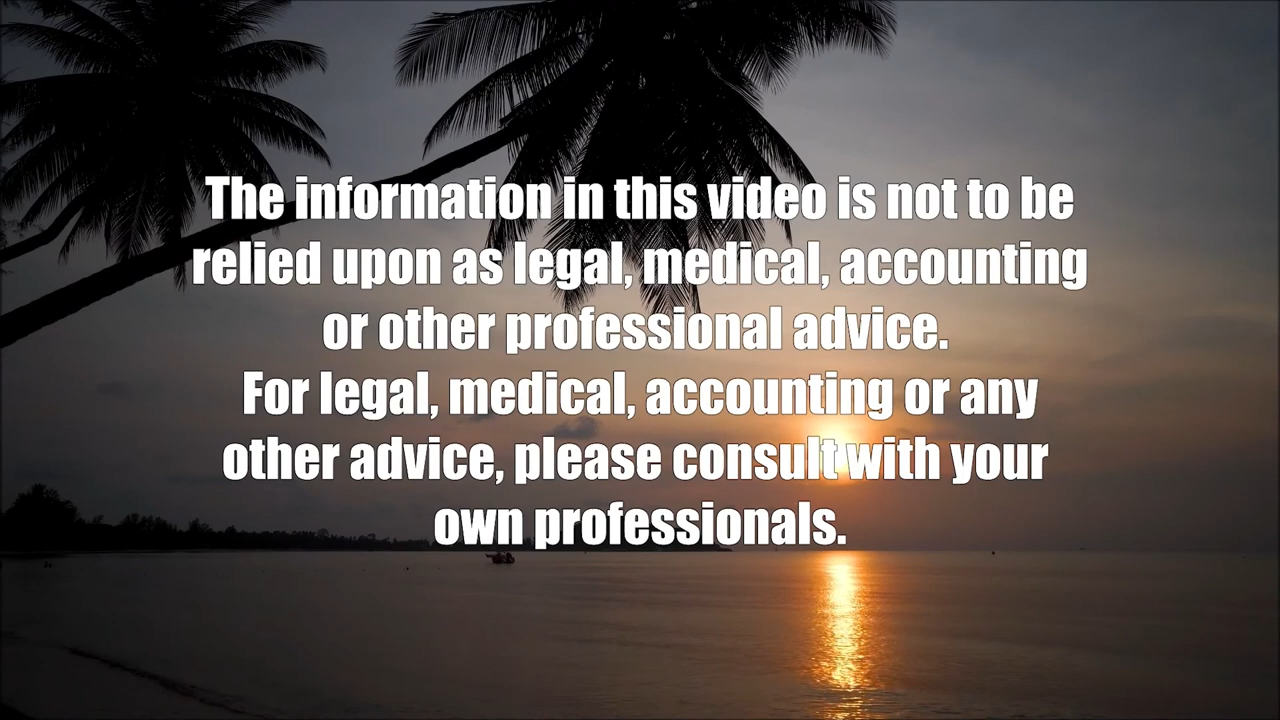 The information in this video is not to be
relied upon as legal, medical, accounting
or other professional advice.
For legal, medical, accounting or any
other advice, please consult with your
own professionals.